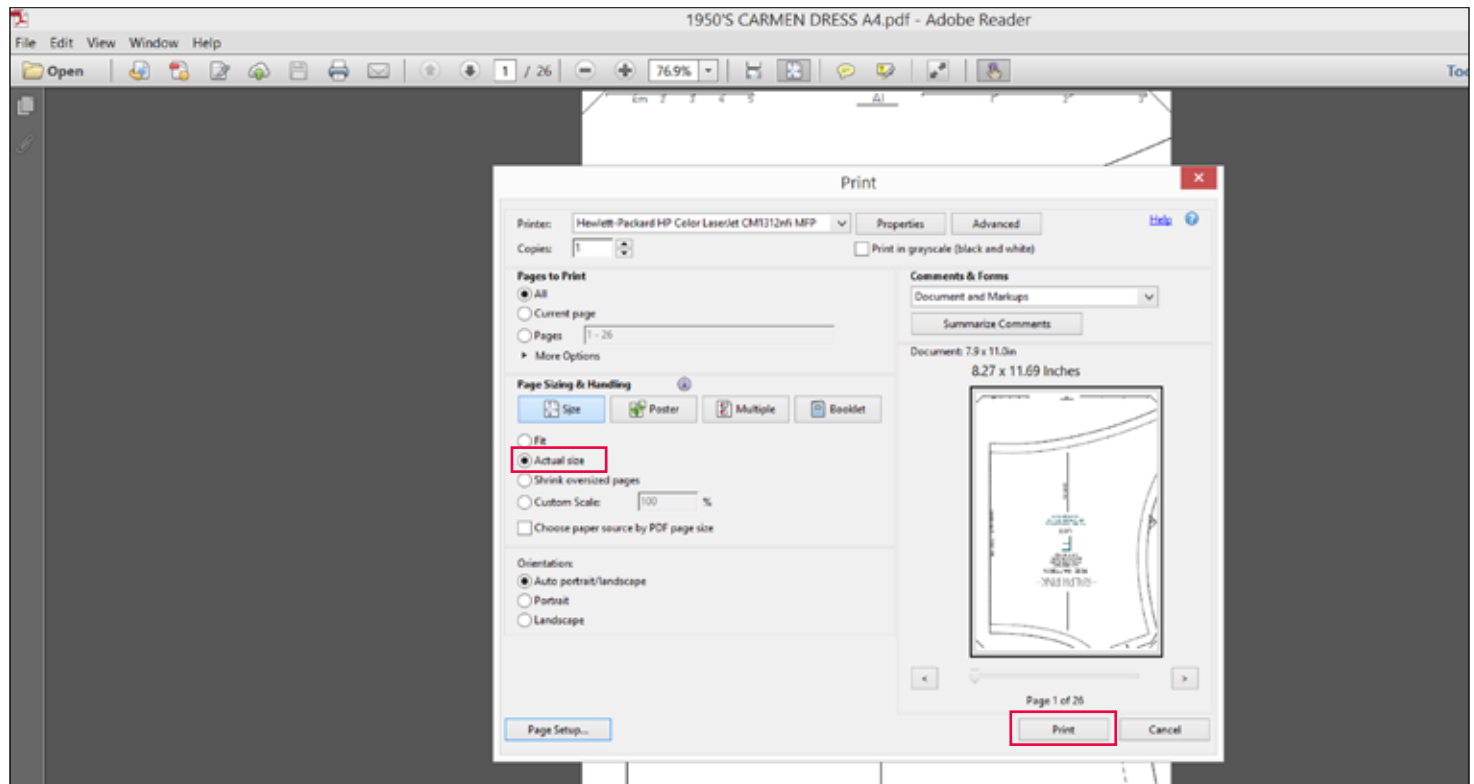 1950'S CARMEN DRESS A4.pdf - Adobe Reader
File Edit View Window Help
Open 1 / 26 76.9% Too
A1 1" 2" 3"
Print
Printer: Hewlett-Packard HP Color LaserJet CM1312nfi MFP Properties Advanced Help
Copies: 1 Print in grayscale (black and white)
Pages to Print
All
Current page
Pages 1 - 26
More Options
Comments & Forms
Document and Markups
Summarize Comments
Document: 7.9 x 11.0in
8.27 x 11.69 Inches
Page Sizing & Handling
Size Poster Multiple Booklet
Fit
Actual size
Shrink oversized pages
Custom Scale: 100 %
Choose paper source by PDF page size
Orientation:
Auto portrait/landscape
Portrait
Landscape
F
< >
Page 1 of 26
Page Setup... Print Cancel